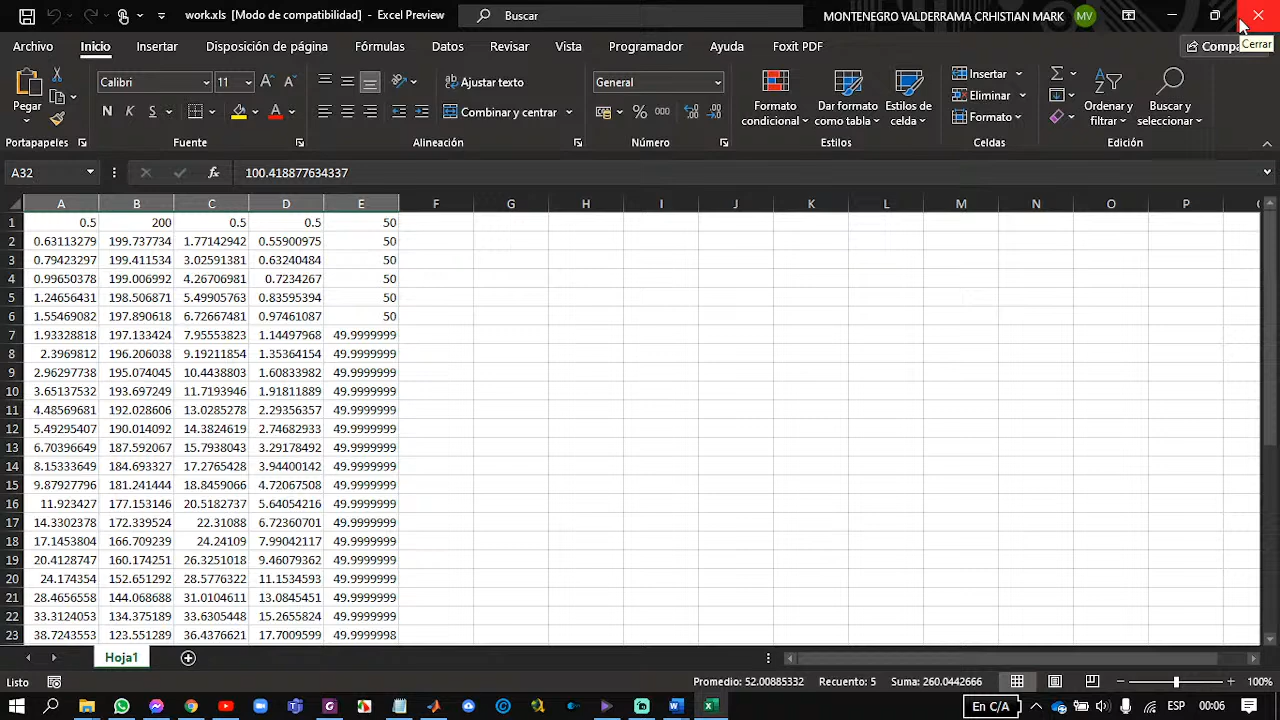 work.xls [Modo de compatibilidad] - Excel Preview
Buscar
MONTENEGRO VALDERRAMA CRHISTIAN MARK MV
Archivo Inicio Insertar Disposición de página Fórmulas Datos Revisar Vista Programador Ayuda Foxit PDF
Cerrar
Pegar
Calibri 11
N K S
Ajustar texto
Combinar y centrar
General
% 000
Formato condicional
Dar formato como tabla
Estilos de celda
Insertar
Eliminar
Formato
Ordenar y filtrar
Buscar y seleccionar
Portapapeles Fuente Alineación Número Estilos Celdas Edición
A32 fx 100.418877634337
A B C D E F G H I J K L M N O P
1 0.5 200 0.5 0.5 50
2 0.63113279 199.737734 1.77142942 0.55900975 50
3 0.79423297 199.411534 3.02591381 0.63240484 50
4 0.99650378 199.006992 4.26706981 0.7234267 50
5 1.24656431 198.506871 5.49905763 0.83595394 50
6 1.55469082 197.890618 6.72667481 0.97461087 50
7 1.93328818 197.133424 7.95553823 1.14497968 49.9999999
8 2.3969812 196.206038 9.19211854 1.35364154 49.9999999
9 2.96297738 195.074045 10.4438803 1.60833982 49.9999999
10 3.65137532 193.697249 11.7193946 1.91811889 49.9999999
11 4.48569681 192.028606 13.0285278 2.29356357 49.9999999
12 5.49295407 190.014092 14.3824619 2.74682933 49.9999999
13 6.70396649 187.592067 15.7938043 3.29178492 49.9999999
14 8.15333649 184.693327 17.2765428 3.94400142 49.9999999
15 9.87927796 181.241444 18.8459066 4.72067508 49.9999999
16 11.923427 177.153146 20.5182737 5.64054216 49.9999999
17 14.3302378 172.339524 22.31088 6.72360701 49.9999999
18 17.1453804 166.709239 24.24109 7.99042117 49.9999999
19 20.4128747 160.174251 26.3251018 9.46079362 49.9999999
20 24.174354 152.651292 28.5776322 11.1534593 49.9999999
21 28.4656558 144.068688 31.0104611 13.0845451 49.9999999
22 33.3124053 134.375189 33.6305448 15.2655824 49.9999999
23 38.7243553 123.551289 36.4376621 17.7009599 49.9999998
Hoja1
Listo Promedio: 52.00885332 Recuento: 5 Suma: 260.0442666 100%
En C/A ESP 00:06